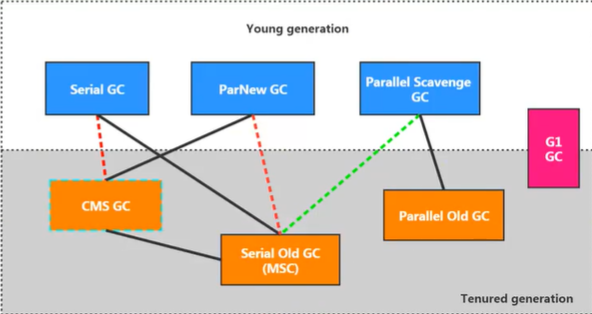 Young generation
Serial GC
ParNew GC
Parallel Scavenge
GC
G1
GC
CMS GC
Parallel Old GC
Serial Old GC
(MSC)
Tenured generation